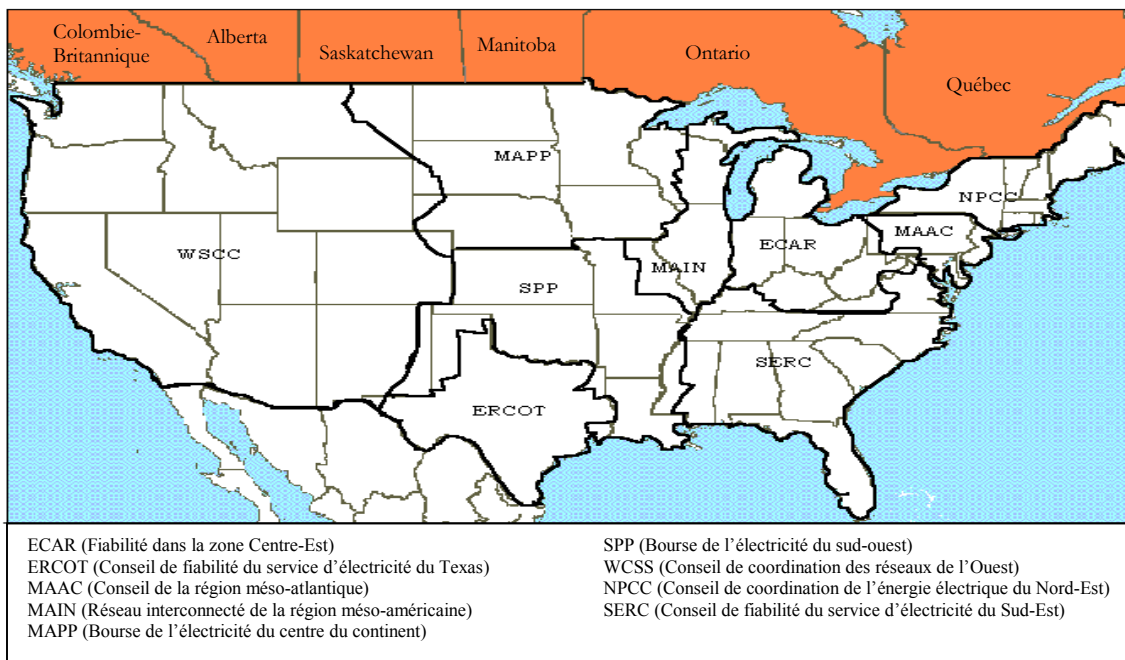 Colombie-
Britannique
Alberta
Saskatchewan
Manitoba
Ontario
Québec
MAPP
NPCC
MAAC
WSCC
ECAR
MAIN
SPP
SERC
ERCOT
ECAR (Fiabilité dans la zone Centre-Est)
ERCOT (Conseil de fiabilité du service d'électricité du Texas)
MAAC (Conseil de la région méso-atlantique)
MAIN (Réseau interconnecté de la région méso-américaine)
MAPP (Bourse de l'électricité du centre du continent)
SPP (Bourse de l'électricité du sud-ouest)
WCSS (Conseil de coordination des réseaux de l'Ouest)
NPCC (Conseil de coordination de l'énergie électrique du Nord-Est)
SERC (Conseil de fiabilité du service d'électricité du Sud-Est)